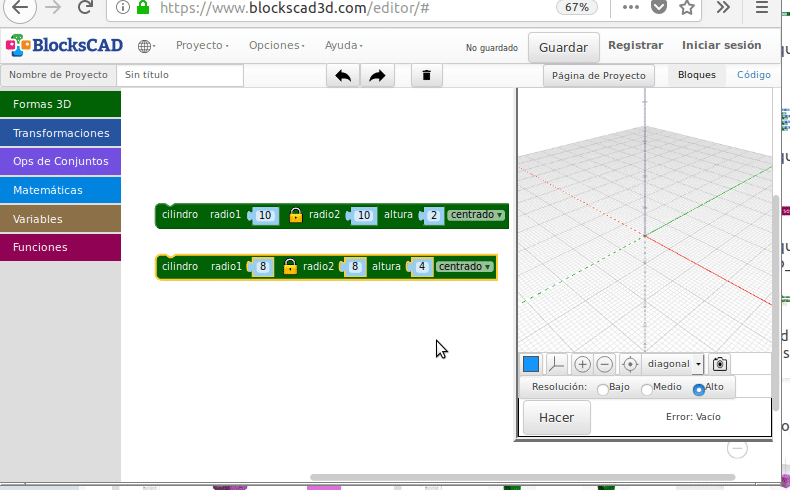 https://www.blockscad3d.com/editor/#
67%
BlocksCAD
Proyecto
Opciones
Ayuda
No guardado
Guardar
Registrar
Iniciar sesión
Nombre de Proyecto
Sin título
Página de Proyecto
Bloques
Código
Formas 3D
Transformaciones
Ops de Conjuntos
Matemáticas
Variables
Funciones
cilindro radio1 10 radio2 10 altura 2 centrado
cilindro radio1 8 radio2 8 altura 4 centrado
diagonal
Resolución: Bajo Medio Alto
Hacer
Error: Vacío